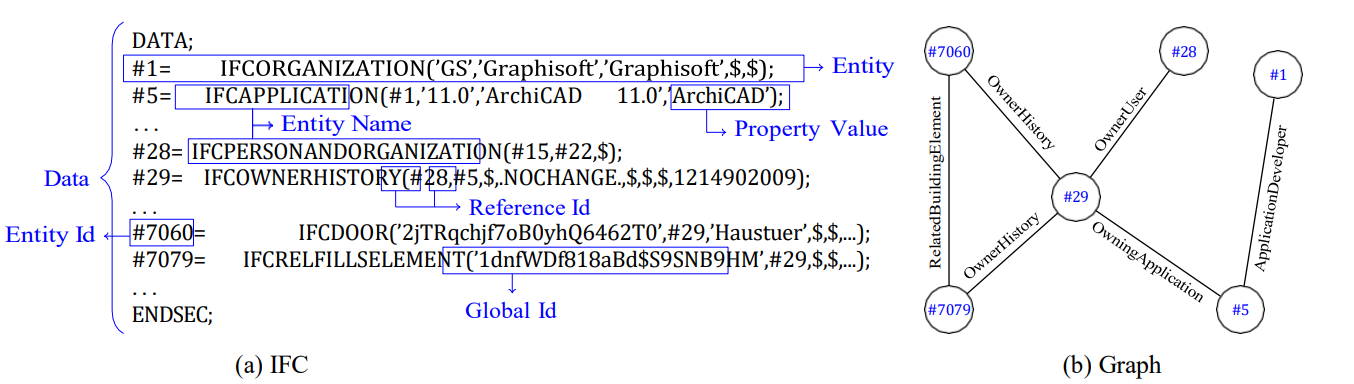 DATA;
#1= IFCORGANIZATION('GS','Graphisoft','Graphisoft',$,$);
Entity
#5= IFCAPPLICATION(#1,'11.0','ArchiCAD 11.0','ArchiCAD');
...
Entity Name
Property Value
#28= IFCPERSONANDORGANIZATION(#15,#22,$);
Data
#29= IFCOWNERHISTORY(#28,#5,$,.NOCHANGE.,$,$,$,1214902009);
...
Reference Id
Entity Id
#7060= IFCDOOR('2jTRqchjf7oB0yhQ6462T0',#29,'Haustuer',$,$,...);
#7079= IFCRELFILLSELEMENT('1dnfWDf818aBd$S9SNB9HM',#29,$,$,...);
...
Global Id
ENDSEC;
(a) IFC
#7060
#28
#1
OwnerHistory
OwnerUser
RelatedBuildingElement
ApplicationDeveloper
#29
OwnerHistory
OwningApplication
#7079
#5
(b) Graph